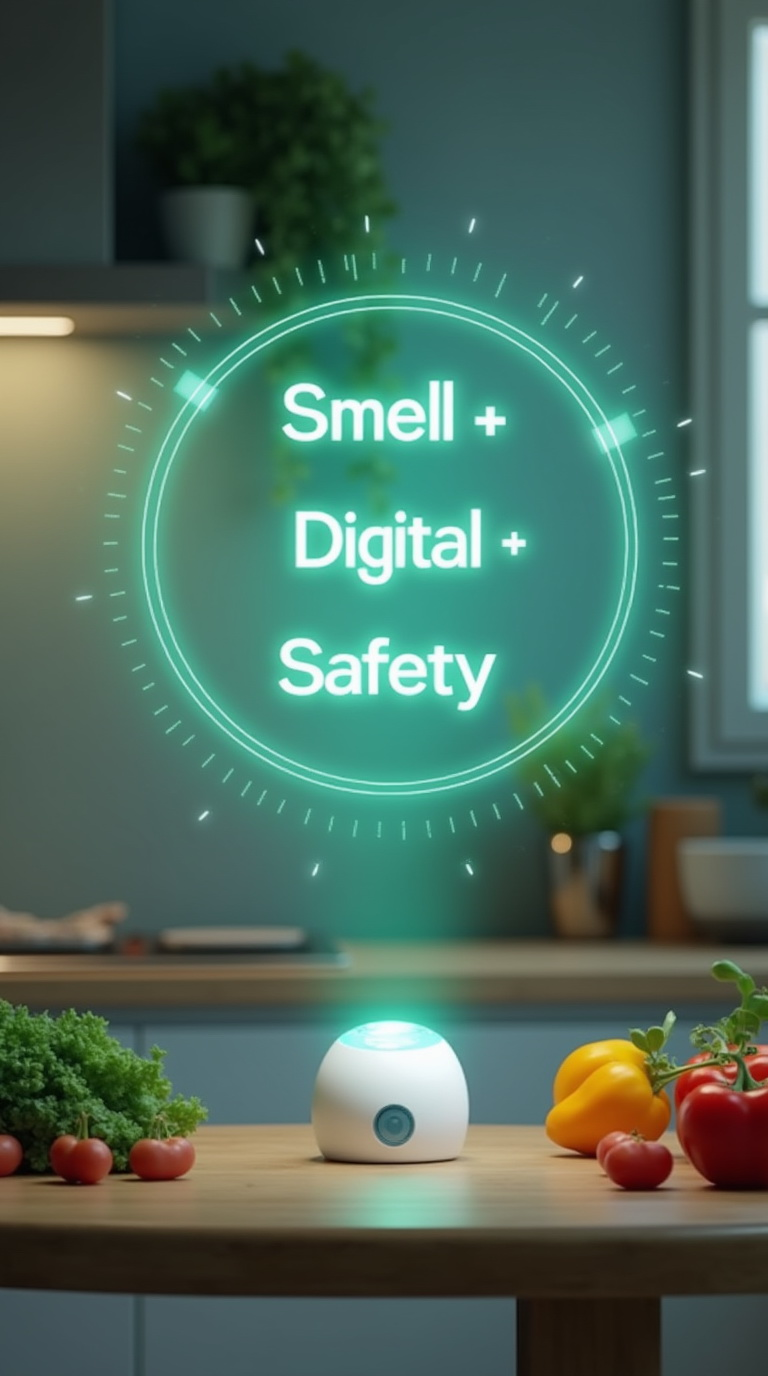 Smell +
Digital +
Safety